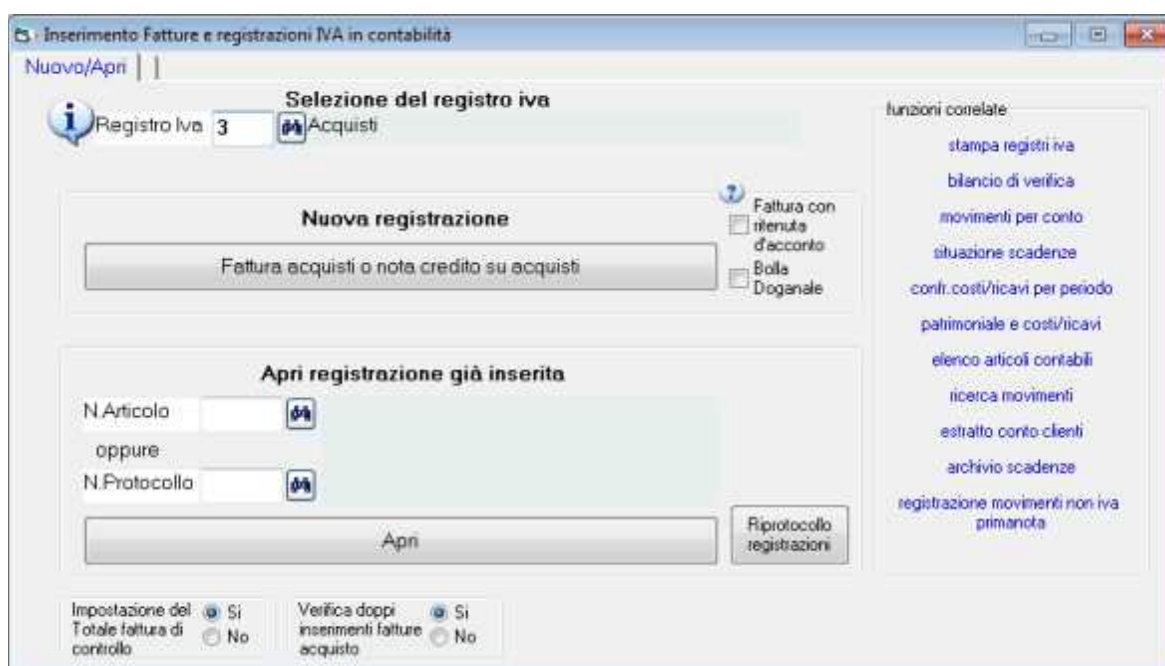 Inserimento Fatture e registrazioni IVA in contabilità
Nuovo/Apri
Selezione del registro iva
Registro Iva 3 Acquisti
Nuova registrazione
Fattura acquisti o nota credito su acquisti
Fattura con
ritenuta
d'acconto
Bolla
Doganale
Apri registrazione già inserita
N.Articolo
oppure
N.Protocollo
Apri
Riprotocollo
registrazioni
Impostazione del
Totale fattura di
controllo
Si
No
Verifica doppi
inserimenti fatture
acquisto
Si
No
funzioni correlate
stampa registri iva
bilancio di verifica
movimenti per conto
situazione scadenze
confr.costi/ricavi per periodo
patrimoniale e costi/ricavi
elenco articoli contabili
ricerca movimenti
estratto conto clienti
archivio scadenze
registrazione movimenti non iva
primanota